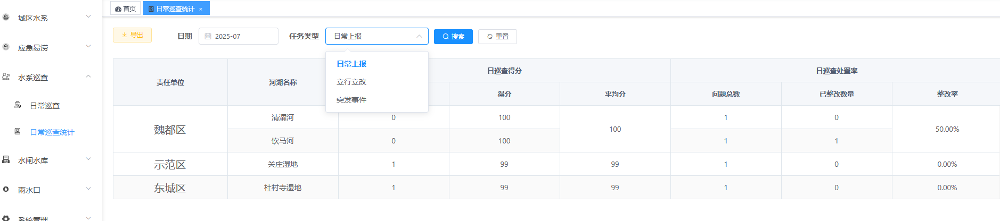 首页
日常巡查统计 ×
城区水系
应急易涝
水系巡查
日常巡查
日常巡查统计
水闸水库
雨水口
系统管理
导出
日期 2025-07
任务类型 日常上报
搜索
重置
日常上报
立行立改
突发事件
责任单位 河湖名称 日巡查得分 日巡查处置率
得分 平均分 问题总数 已整改数量 整改率
魏都区 清潩河 0 100 100 1 0 50.00%
饮马河 0 100 1 1
示范区 关庄湿地 1 99 99 1 0 0.00%
东城区 杜村寺湿地 1 99 99 1 0 0.00%